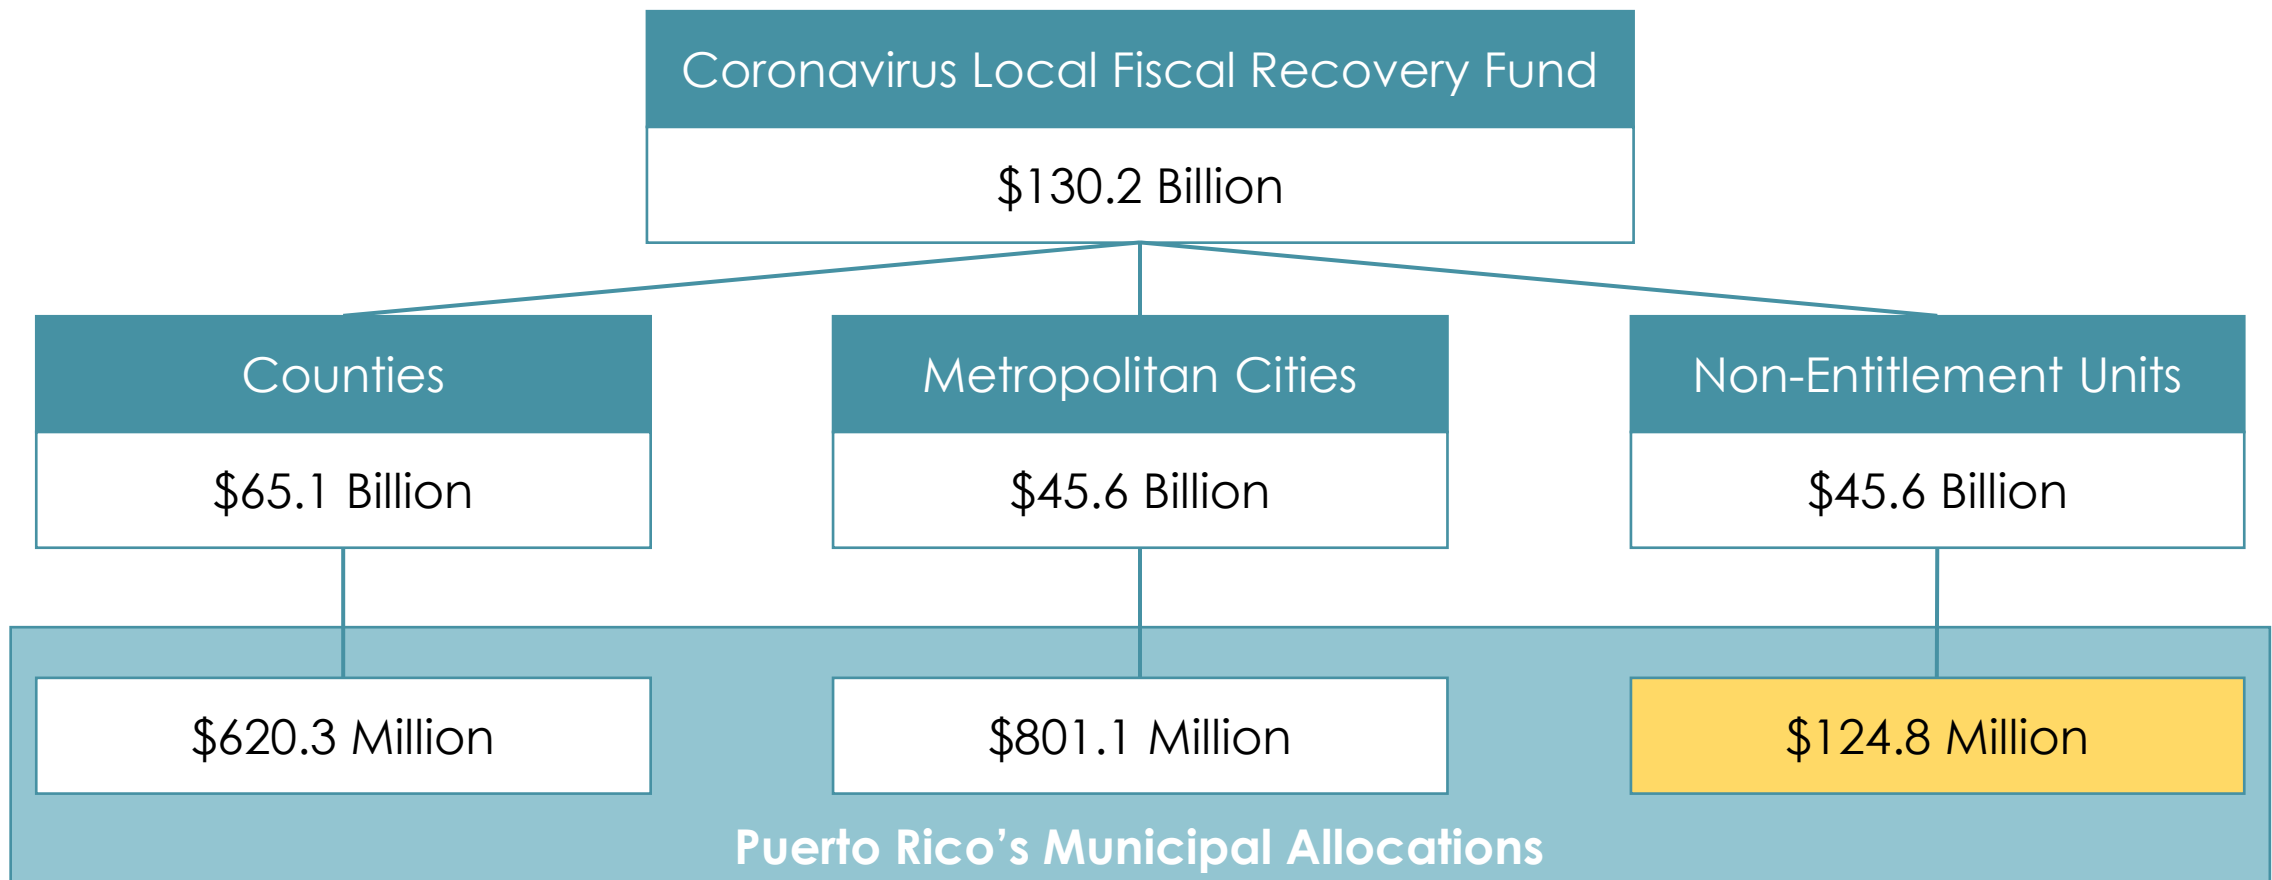 Coronavirus Local Fiscal Recovery Fund
$130.2 Billion
Counties
Metropolitan Cities
Non-Entitlement Units
$65.1 Billion
$45.6 Billion
$45.6 Billion
$620.3 Million
$801.1 Million
$124.8 Million
Puerto Rico’s Municipal Allocations